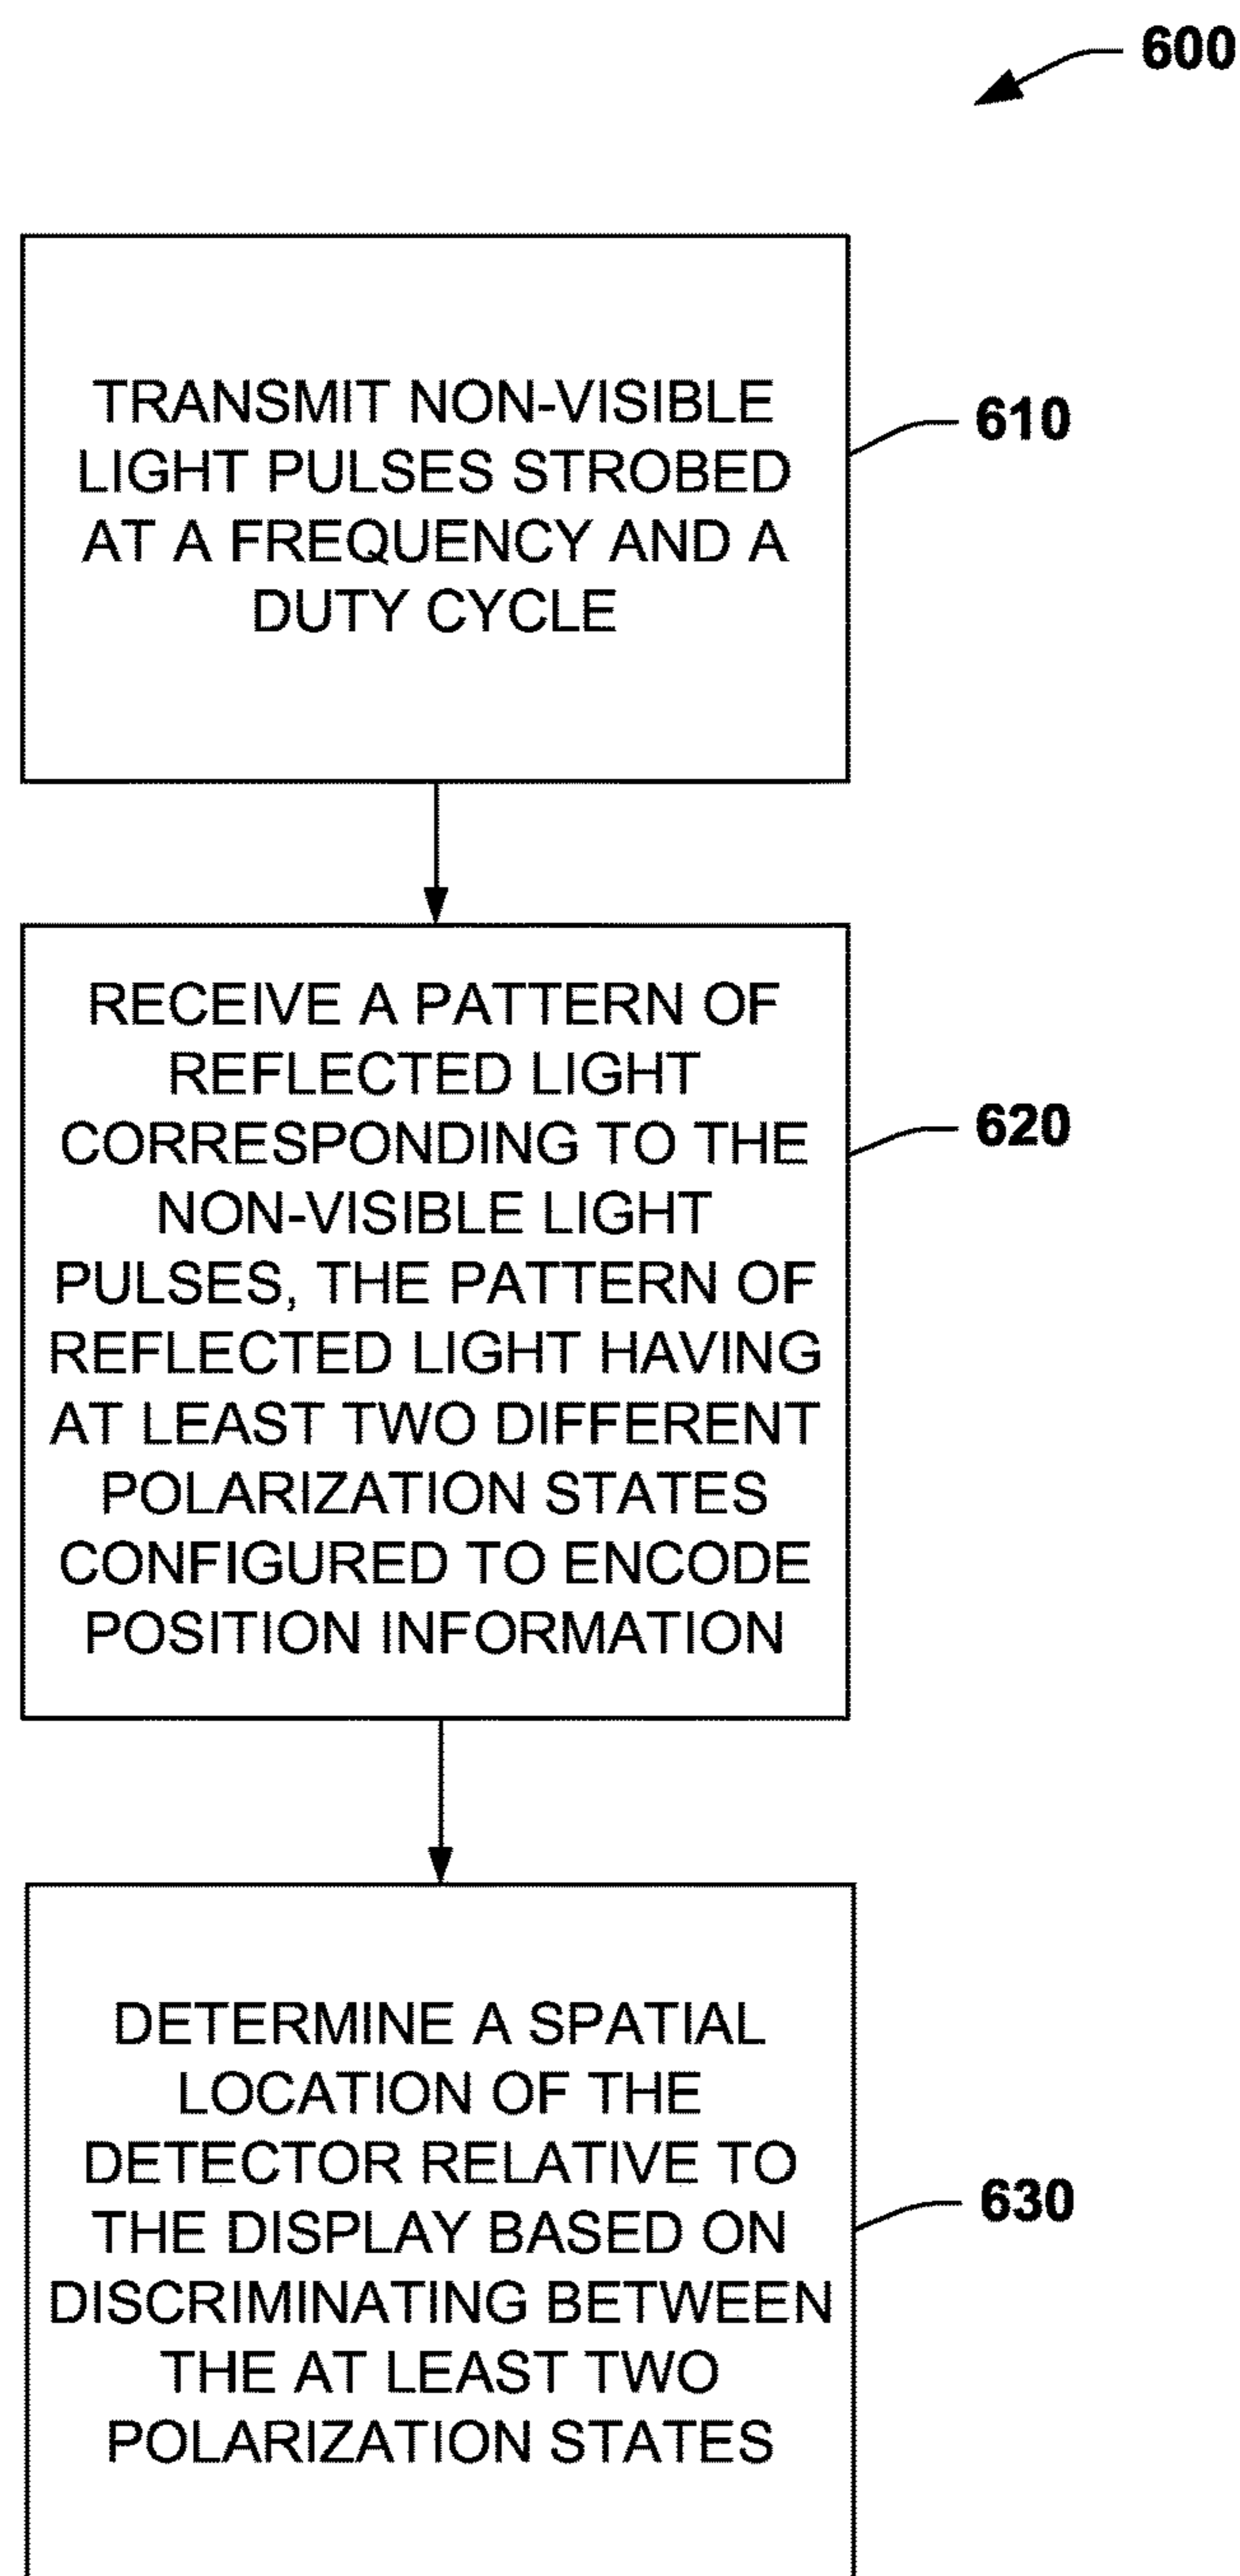 600
TRANSMIT NON-VISIBLE
LIGHT PULSES STROBED
AT A FREQUENCY AND A
DUTY CYCLE
610
RECEIVE A PATTERN OF
REFLECTED LIGHT
CORRESPONDING TO THE
NON-VISIBLE LIGHT
PULSES, THE PATTERN OF
REFLECTED LIGHT HAVING
AT LEAST TWO DIFFERENT
POLARIZATION STATES
CONFIGURED TO ENCODE
POSITION INFORMATION
620
DETERMINE A SPATIAL
LOCATION OF THE
DETECTOR RELATIVE TO
THE DISPLAY BASED ON
DISCRIMINATING BETWEEN
THE AT LEAST TWO
POLARIZATION STATES
630